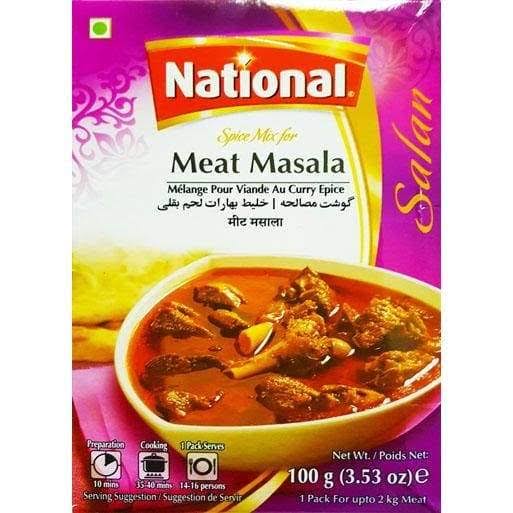 National®
Salan
Spice Mix for
Meat Masala
Mélange Pour Viande Au Curry Epice
گوشت مصالحہ | خليط بهارات لحم بقلی
मीट मसाला
Preparation
10 mins
Cooking
35-40 mins
1 Pack Serves
14-16 persons
Serving Suggestion / Suggestion de Servir
Net Wt. / Poids Net:
100 g (3.53 oz) e
1 Pack For upto 2 kg Meat